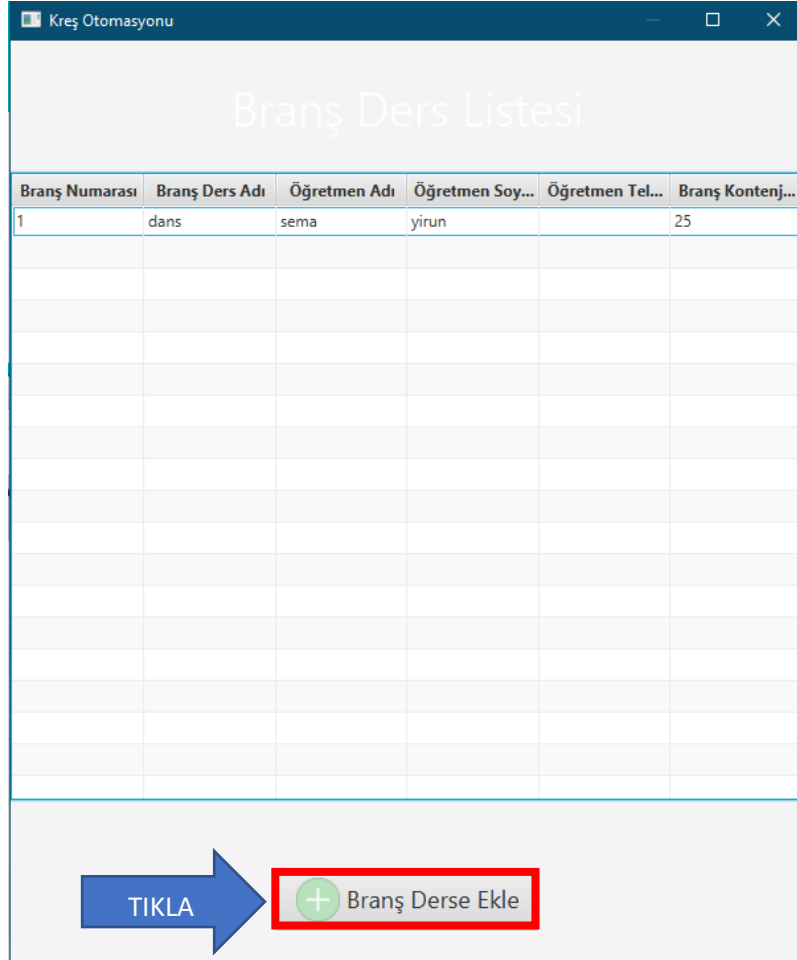 Kreş Otomasyonu
Branş Ders Listesi
Branş Numarası Branş Ders Adı Öğretmen Adı Öğretmen Soy... Öğretmen Tel... Branş Kontenj...
1 dans sema yirun 25
TIKLA
Branş Derse Ekle